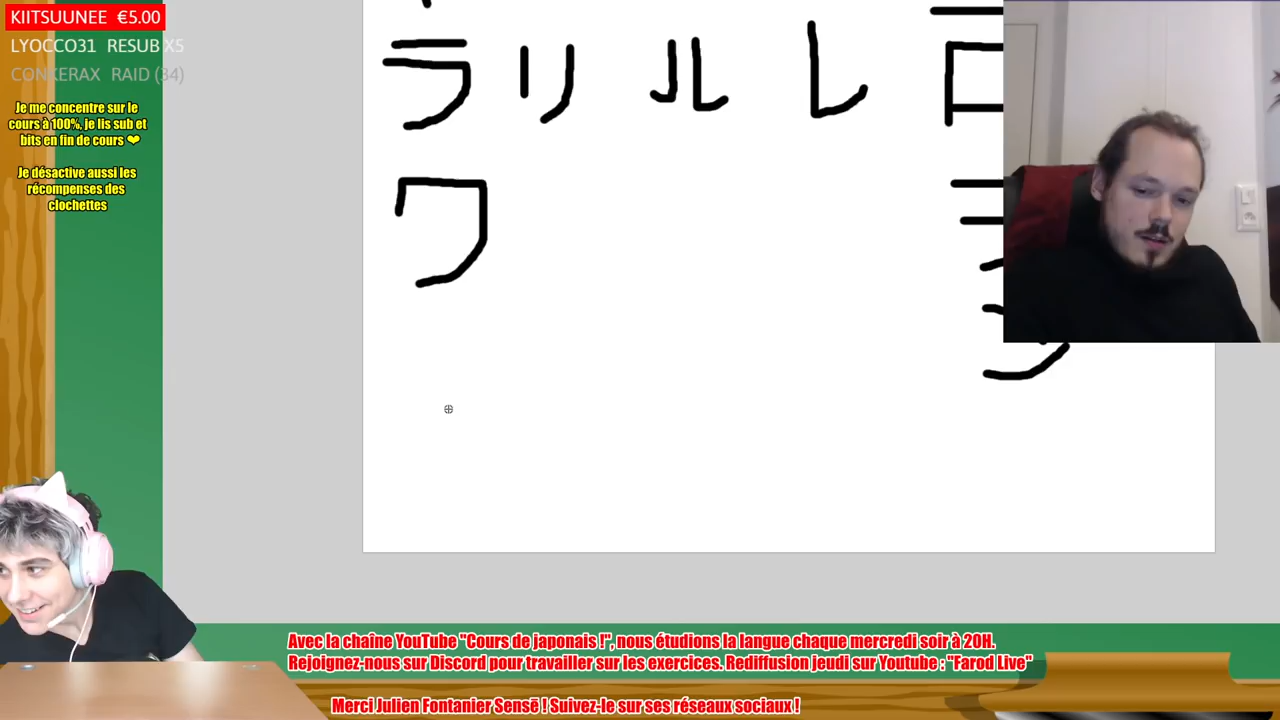 KIITSUUNEE €5.00
LYOCCO31 RESUB X5
CONKERAX RAID (34)
Je me concentre sur le
cours à 100%, je lis sub et
bits en fin de cours ❤
Je désactive aussi les
récompenses des
clochettes
ラ リ ル レ ロ
ワ
Avec la chaîne YouTube "Cours de japonais !", nous étudions la langue chaque mercredi soir à 20H.
Rejoignez-nous sur Discord pour travailler sur les exercices. Rediffusion jeudi sur Youtube : "Farod Live"
Merci Julien Fontanier Sensē ! Suivez-le sur ses réseaux sociaux !